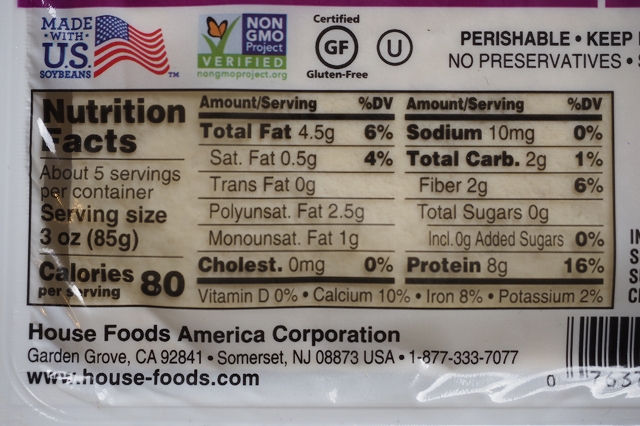 MADE
• WITH •
U.S.
SOYBEANS
™
NON
GMO
Project
VERIFIED
nongmoproject.org
Certified
GF
Gluten-Free
U
PERISHABLE • KEEP
NO PRESERVATIVES •
Nutrition
Facts
About 5 servings
per container
Serving size
3 oz (85g)
Calories 80
per serving
Amount/Serving %DV
Total Fat 4.5g 6%
Sat. Fat 0.5g 4%
Trans Fat 0g
Polyunsat. Fat 2.5g
Monounsat. Fat 1g
Cholest. 0mg 0%
Amount/Serving %DV
Sodium 10mg 0%
Total Carb. 2g 1%
Fiber 2g 6%
Total Sugars 0g
Incl. 0g Added Sugars 0%
Protein 8g 16%
Vitamin D 0% • Calcium 10% • Iron 8% • Potassium 2%
House Foods America Corporation
Garden Grove, CA 92841 • Somerset, NJ 08873 USA • 1-877-333-7077
www.house-foods.com
0